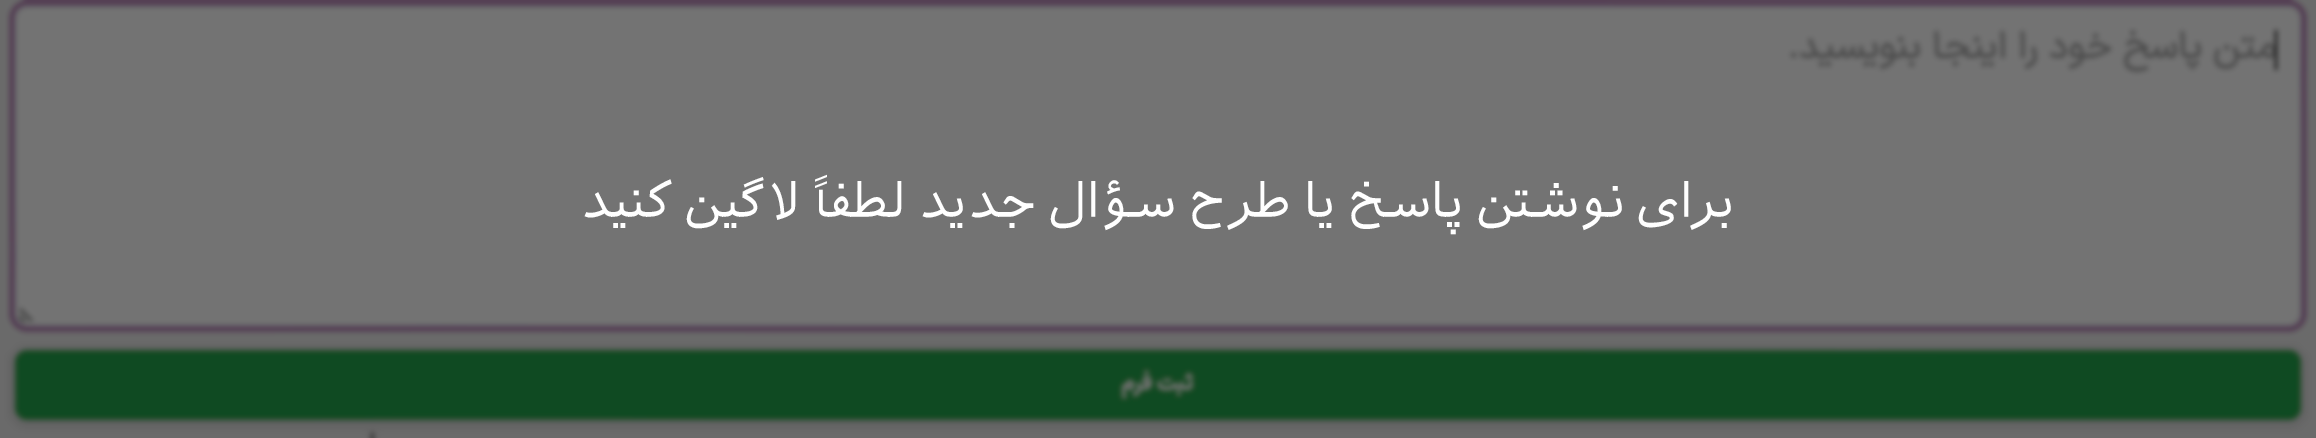 متن پاسخ خود را اینجا بنویسید.
برای نوشتن پاسخ یا طرح سؤال جدید لطفاً لاگین کنید
ثبت فرم